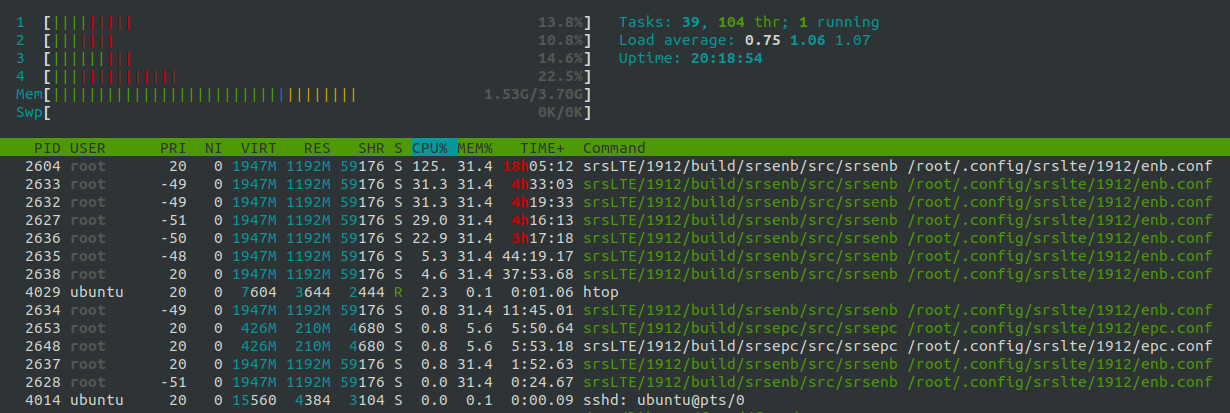 1 [||||||||| 13.8%] Tasks: 39, 104 thr; 1 running
2 [||||||| 10.8%] Load average: 0.75 1.06 1.07
3 [||||||||| 14.6%] Uptime: 20:18:54
4 [|||||||||||||| 22.5%]
Mem[|||||||||||||||||||||||||||||||||| 1.53G/3.70G]
Swp[ 0K/0K]
PID USER PRI NI VIRT RES SHR S CPU% MEM% TIME+ Command
2604 root 20 0 1947M 1192M 59176 S 125. 31.4 18h05:12 srsLTE/1912/build/srsenb/src/srsenb /root/.config/srslte/1912/enb.conf
2633 root -49 0 1947M 1192M 59176 S 31.3 31.4 4h33:03 srsLTE/1912/build/srsenb/src/srsenb /root/.config/srslte/1912/enb.conf
2632 root -49 0 1947M 1192M 59176 S 31.3 31.4 4h19:33 srsLTE/1912/build/srsenb/src/srsenb /root/.config/srslte/1912/enb.conf
2627 root -51 0 1947M 1192M 59176 S 29.0 31.4 4h16:13 srsLTE/1912/build/srsenb/src/srsenb /root/.config/srslte/1912/enb.conf
2636 root -50 0 1947M 1192M 59176 S 22.9 31.4 3h17:18 srsLTE/1912/build/srsenb/src/srsenb /root/.config/srslte/1912/enb.conf
2635 root -48 0 1947M 1192M 59176 S 5.3 31.4 44:19.17 srsLTE/1912/build/srsenb/src/srsenb /root/.config/srslte/1912/enb.conf
2638 root 20 0 1947M 1192M 59176 S 4.6 31.4 37:53.68 srsLTE/1912/build/srsenb/src/srsenb /root/.config/srslte/1912/enb.conf
4029 ubuntu 20 0 7604 3644 2444 R 2.3 0.1 0:01.06 htop
2634 root -49 0 1947M 1192M 59176 S 0.8 31.4 11:45.01 srsLTE/1912/build/srsenb/src/srsenb /root/.config/srslte/1912/enb.conf
2653 root 20 0 426M 210M 4680 S 0.8 5.6 5:50.64 srsLTE/1912/build/srsepc/src/srsepc /root/.config/srslte/1912/epc.conf
2648 root 20 0 426M 210M 4680 S 0.8 5.6 5:53.18 srsLTE/1912/build/srsepc/src/srsepc /root/.config/srslte/1912/epc.conf
2637 root 20 0 1947M 1192M 59176 S 0.8 31.4 1:52.63 srsLTE/1912/build/srsenb/src/srsenb /root/.config/srslte/1912/enb.conf
2628 root -51 0 1947M 1192M 59176 S 0.0 31.4 0:24.67 srsLTE/1912/build/srsenb/src/srsenb /root/.config/srslte/1912/enb.conf
4014 ubuntu 20 0 15560 4384 3104 S 0.0 0.1 0:00.09 sshd: ubuntu@pts/0